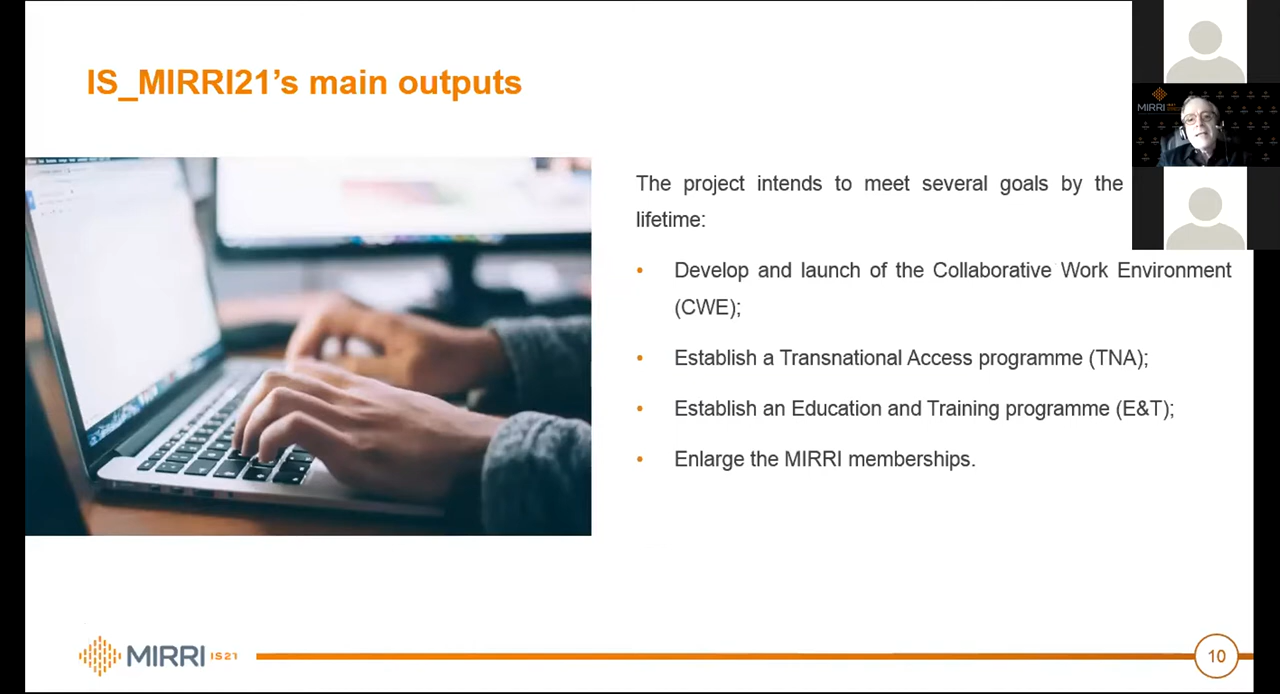 IS_MIRRI21’s main outputs
MIRRI
The project intends to meet several goals by the
lifetime:
• Develop and launch of the Collaborative Work Environment
(CWE);
• Establish a Transnational Access programme (TNA);
• Establish an Education and Training programme (E&T);
• Enlarge the MIRRI memberships.
MIRRI IS21
10